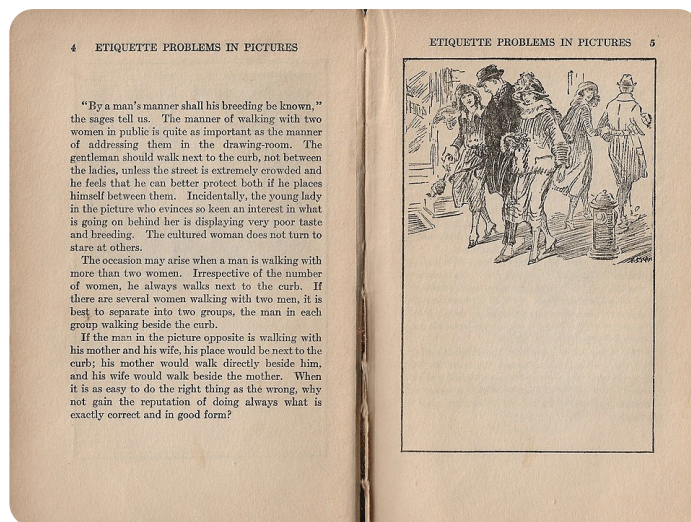 4 ETIQUETTE PROBLEMS IN PICTURES
“By a man's manner shall his breeding be known,”
the sages tell us. The manner of walking with two
women in public is quite as important as the manner
of addressing them in the drawing-room. The
gentleman should walk next to the curb, not between
the ladies, unless the street is extremely crowded and
he feels that he can better protect both if he places
himself between them. Incidentally, the young lady
in the picture who evinces so keen an interest in what
is going on behind her is displaying very poor taste
and breeding. The cultured woman does not turn to
stare at others.
The occasion may arise when a man is walking with
more than two women. Irrespective of the number
of women, he always walks next to the curb. If
there are several women walking with two men, it is
best to separate into two groups, the man in each
group walking beside the curb.
If the man in the picture opposite is walking with
his mother and his wife, his place would be next to the
curb; his mother would walk directly beside him,
and his wife would walk beside the mother. When
it is as easy to do the right thing as the wrong, why
not gain the reputation of doing always what is
exactly correct and in good form?
ETIQUETTE PROBLEMS IN PICTURES 5